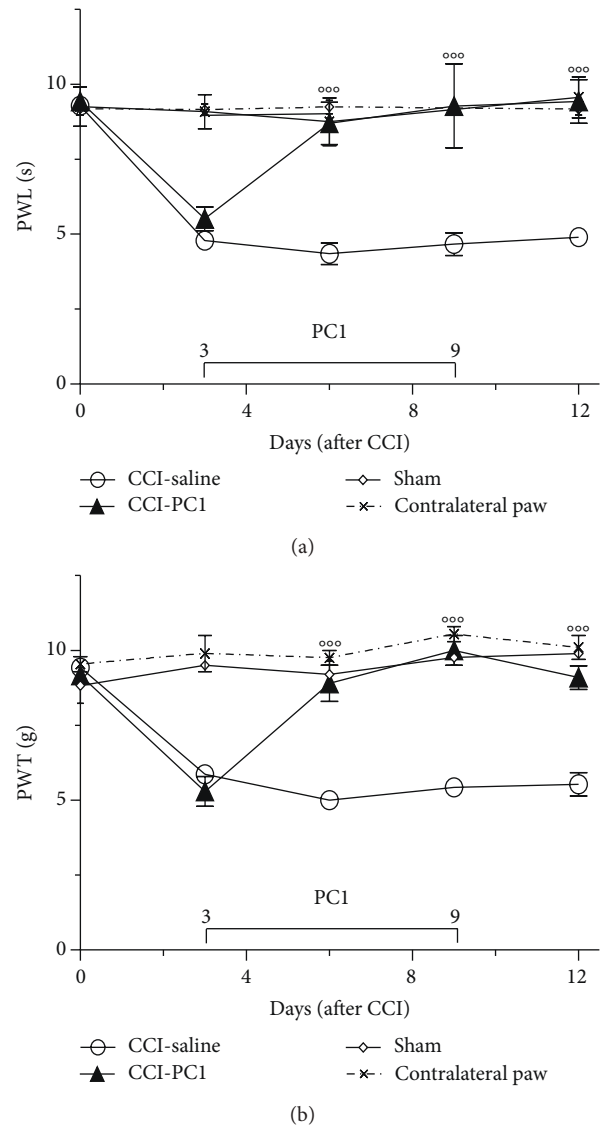 °°° °°° °°°
10
PWL (s)
5
PC1
3 9
0
0 4 8 12
Days (after CCI)
CCI-saline Sham
CCI-PC1 Contralateral paw
(a)
°°° °°° °°°
10
PWT (g)
5
PC1
3 9
0
0 4 8 12
Days (after CCI)
CCI-saline Sham
CCI-PC1 Contralateral paw
(b)